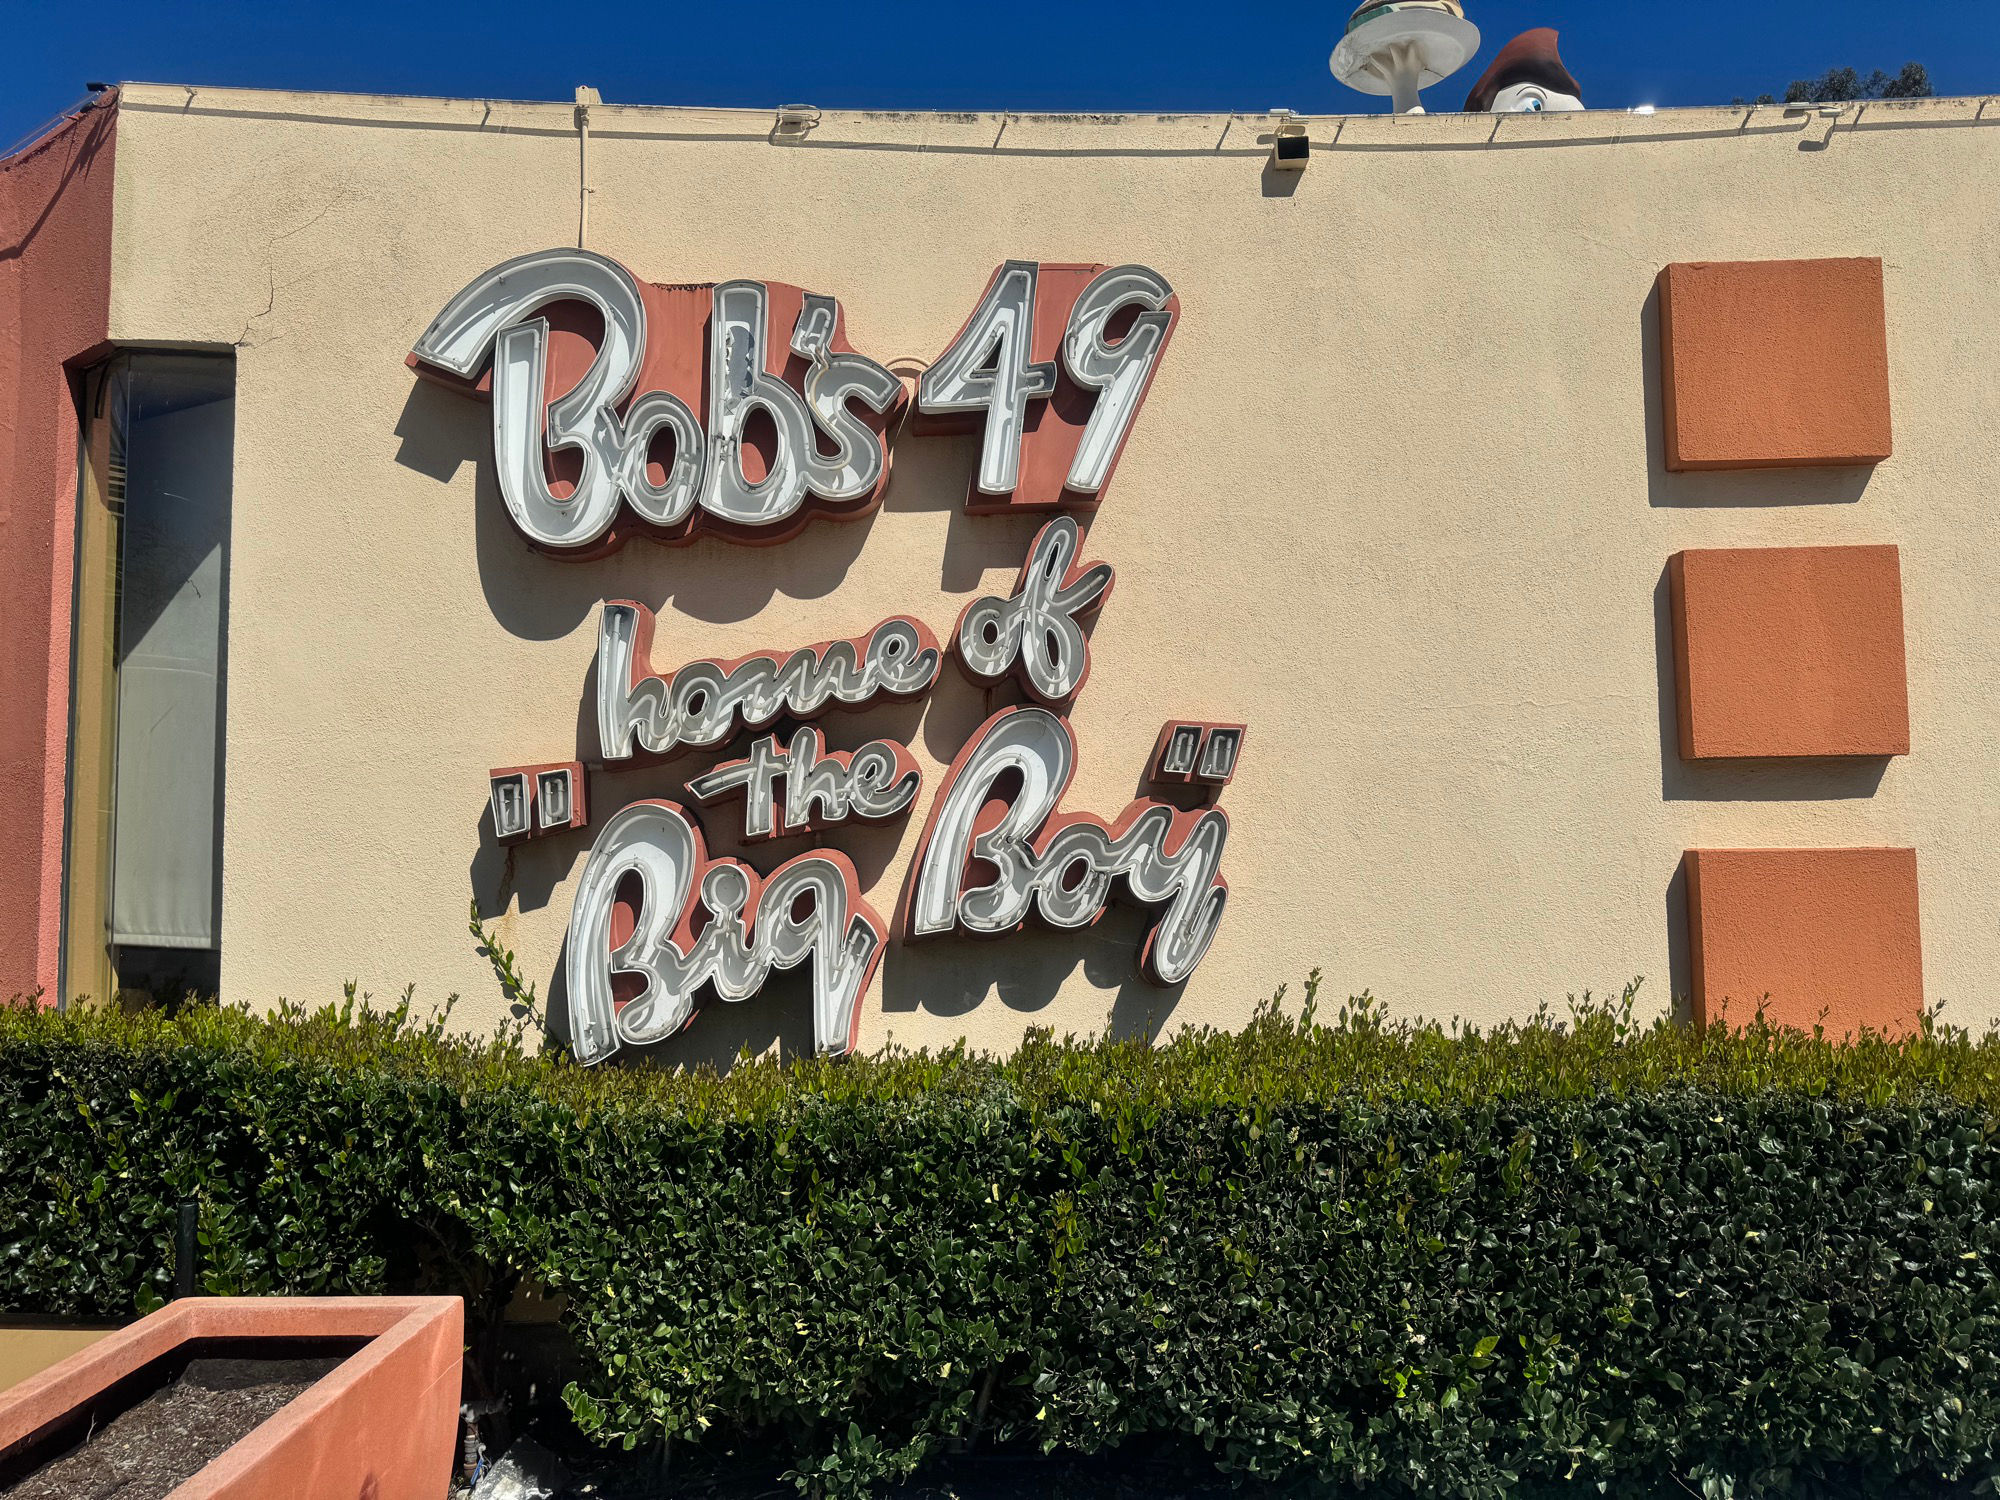 Bob's 49
home of
the
"Big Boy"